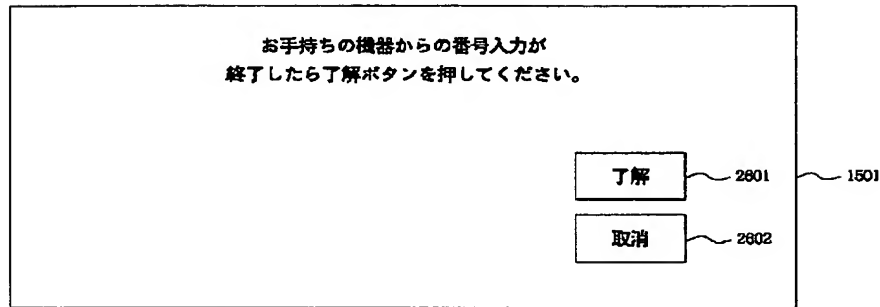 お手持ちの機器からの番号入力が
終了したら了解ボタンを押してください。
了解
2601
1501
取消
2602